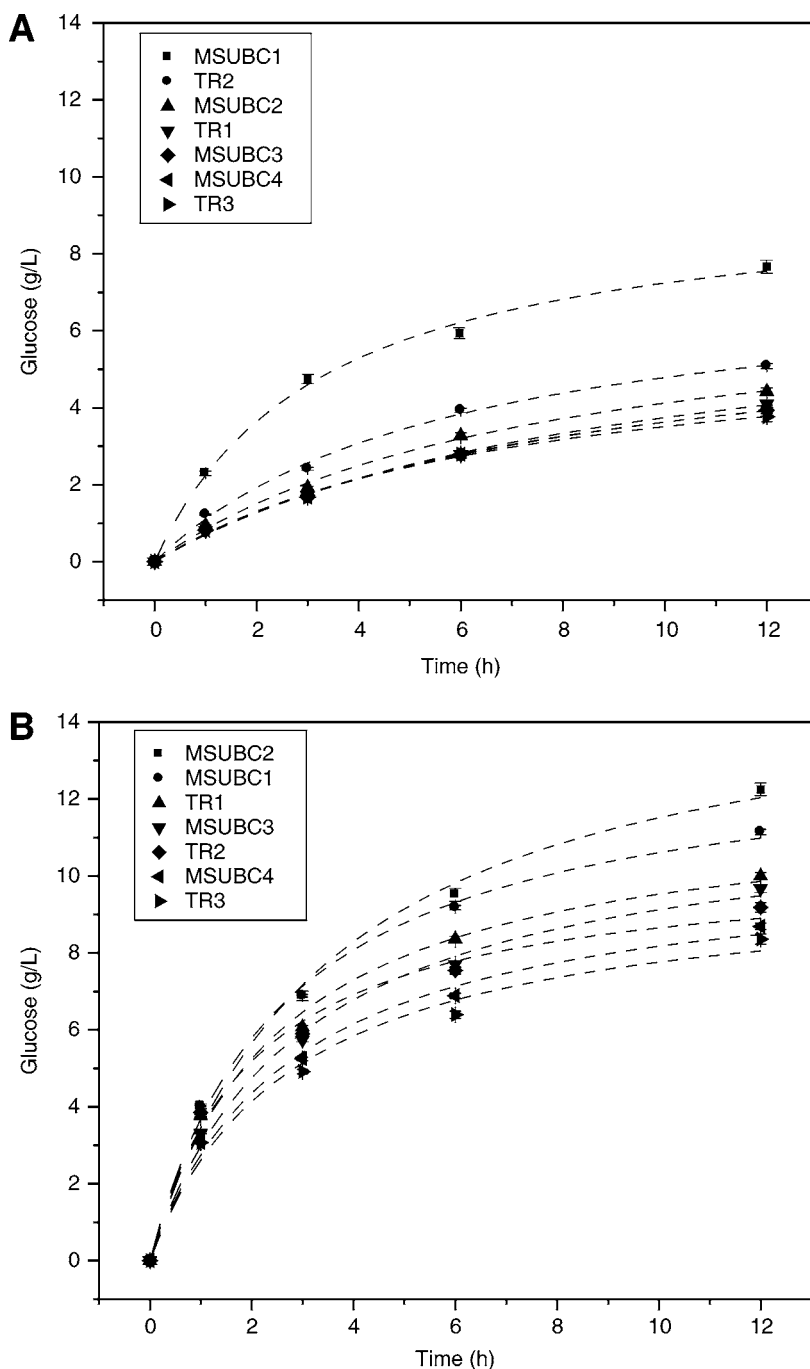 A
MSUBC1
TR2
MSUBC2
TR1
MSUBC3
MSUBC4
TR3
14
12
10
8
6
4
2
0
Glucose (g/L)
0 2 4 6 8 10 12
Time (h)
B
MSUBC2
MSUBC1
TR1
MSUBC3
TR2
MSUBC4
TR3
14
12
10
8
6
4
2
0
Glucose (g/L)
0 2 4 6 8 10 12
Time (h)